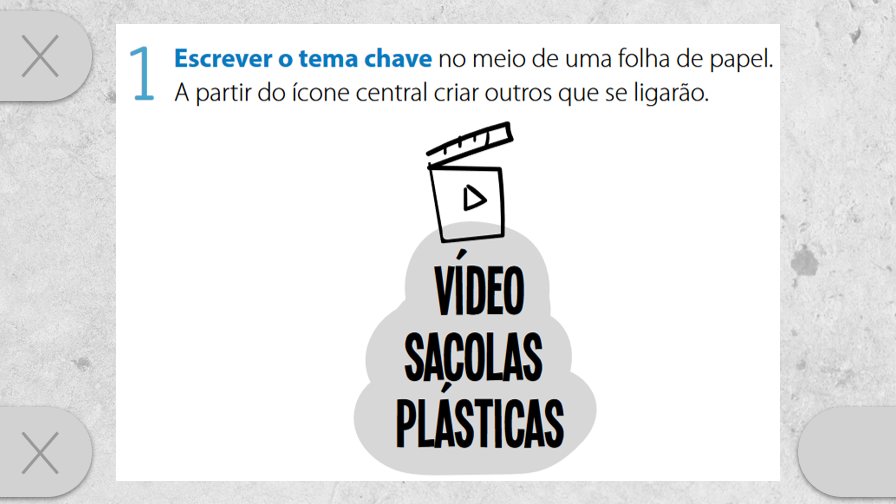 1 Escrever o tema chave no meio de uma folha de papel.
A partir do ícone central criar outros que se ligarão.
VÍDEO
SACOLAS
PLÁSTICAS